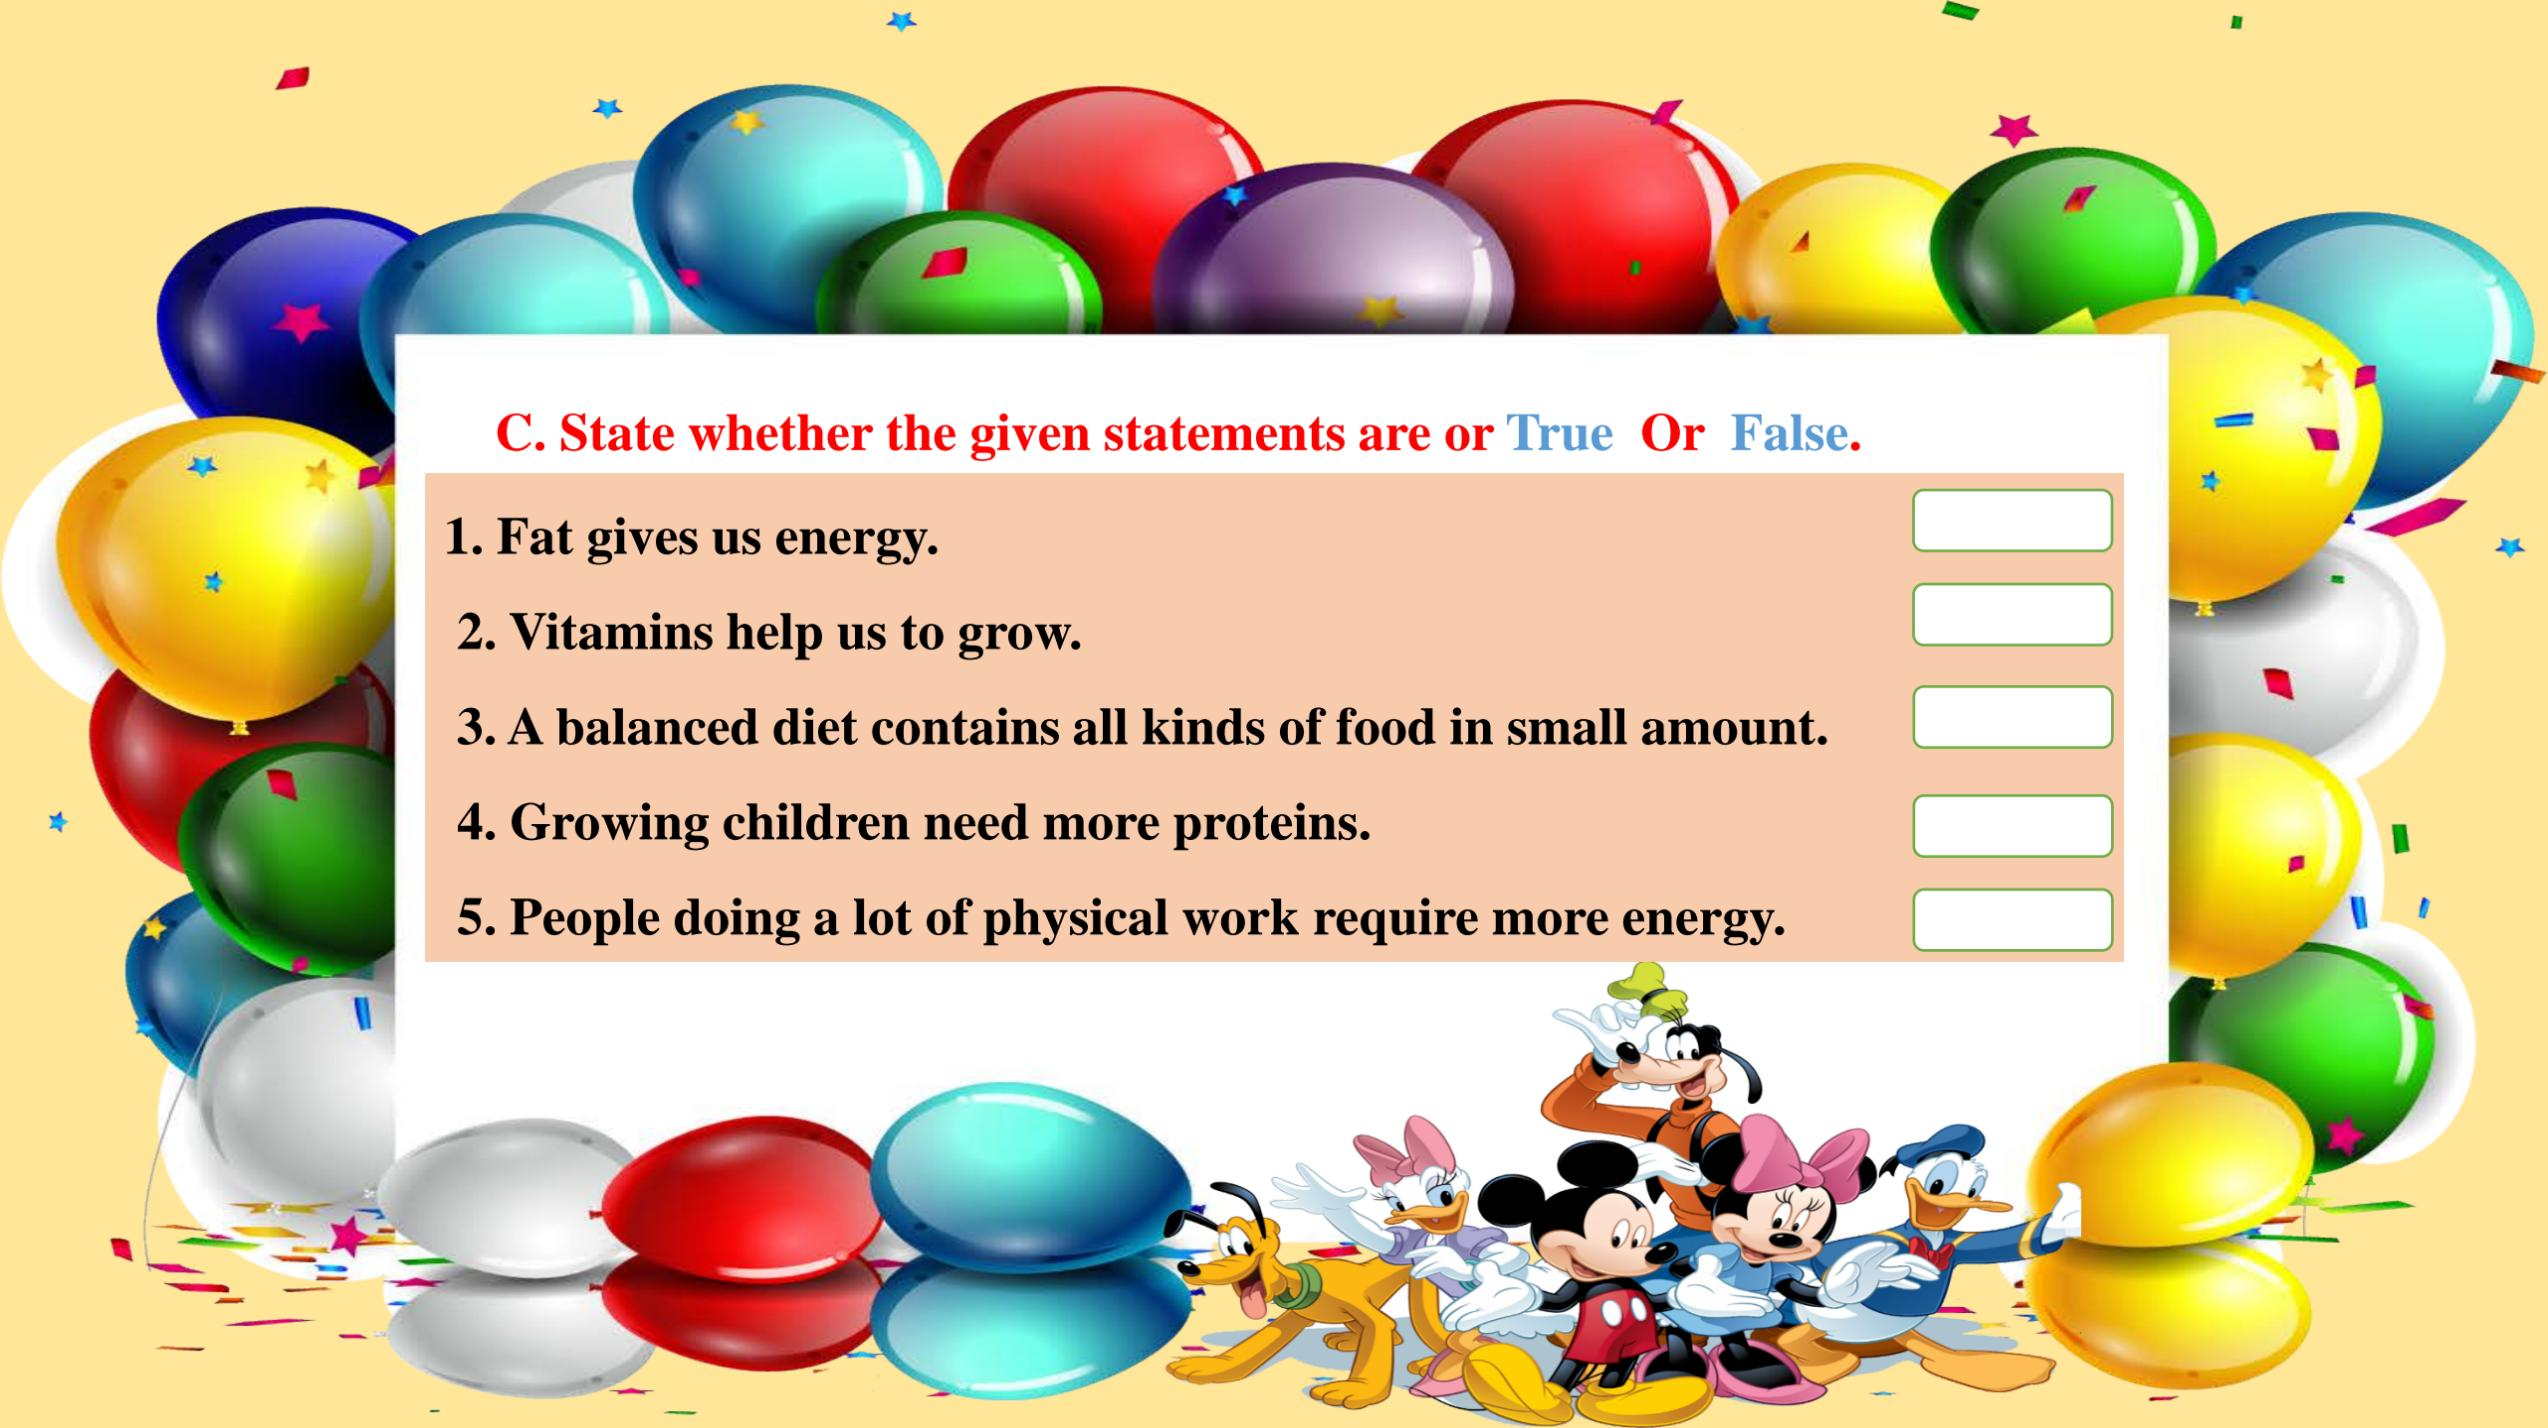 C. State whether the given statements are or True Or False.
1. Fat gives us energy.
2. Vitamins help us to grow.
3. A balanced diet contains all kinds of food in small amount.
4. Growing children need more proteins.
5. People doing a lot of physical work require more energy.